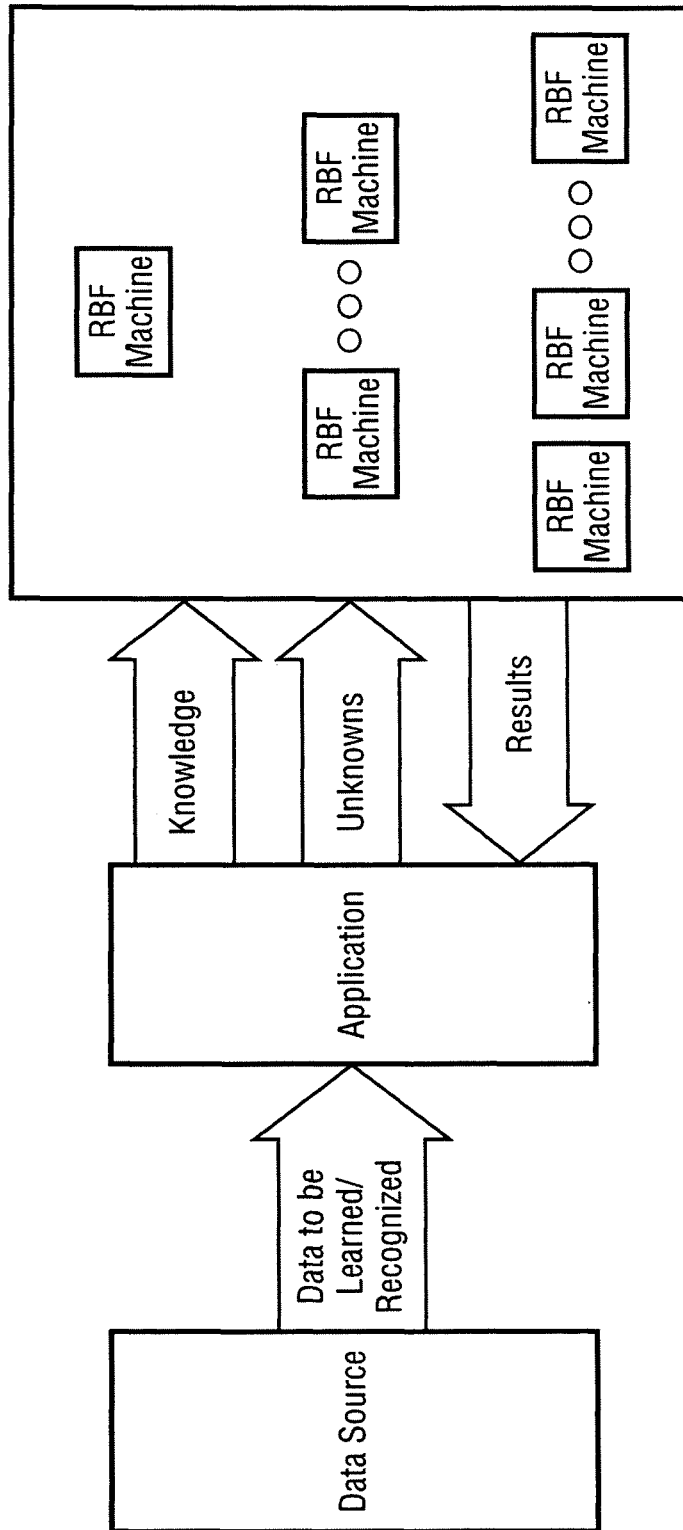 Data Source
Data to be
Learned/
Recognized
Application
Knowledge
Unknowns
Results
RBF
Machine
RBF
Machine
RBF
Machine
RBF
Machine
RBF
Machine
RBF
Machine